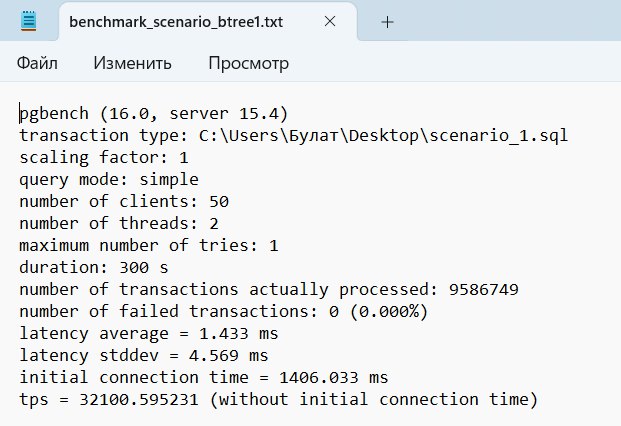 benchmark_scenario_btree1.txt
Файл Изменить Просмотр
pgbench (16.0, server 15.4)
transaction type: C:\Users\Булат\Desktop\scenario_1.sql
scaling factor: 1
query mode: simple
number of clients: 50
number of threads: 2
maximum number of tries: 1
duration: 300 s
number of transactions actually processed: 9586749
number of failed transactions: 0 (0.000%)
latency average = 1.433 ms
latency stddev = 4.569 ms
initial connection time = 1406.033 ms
tps = 32100.595231 (without initial connection time)